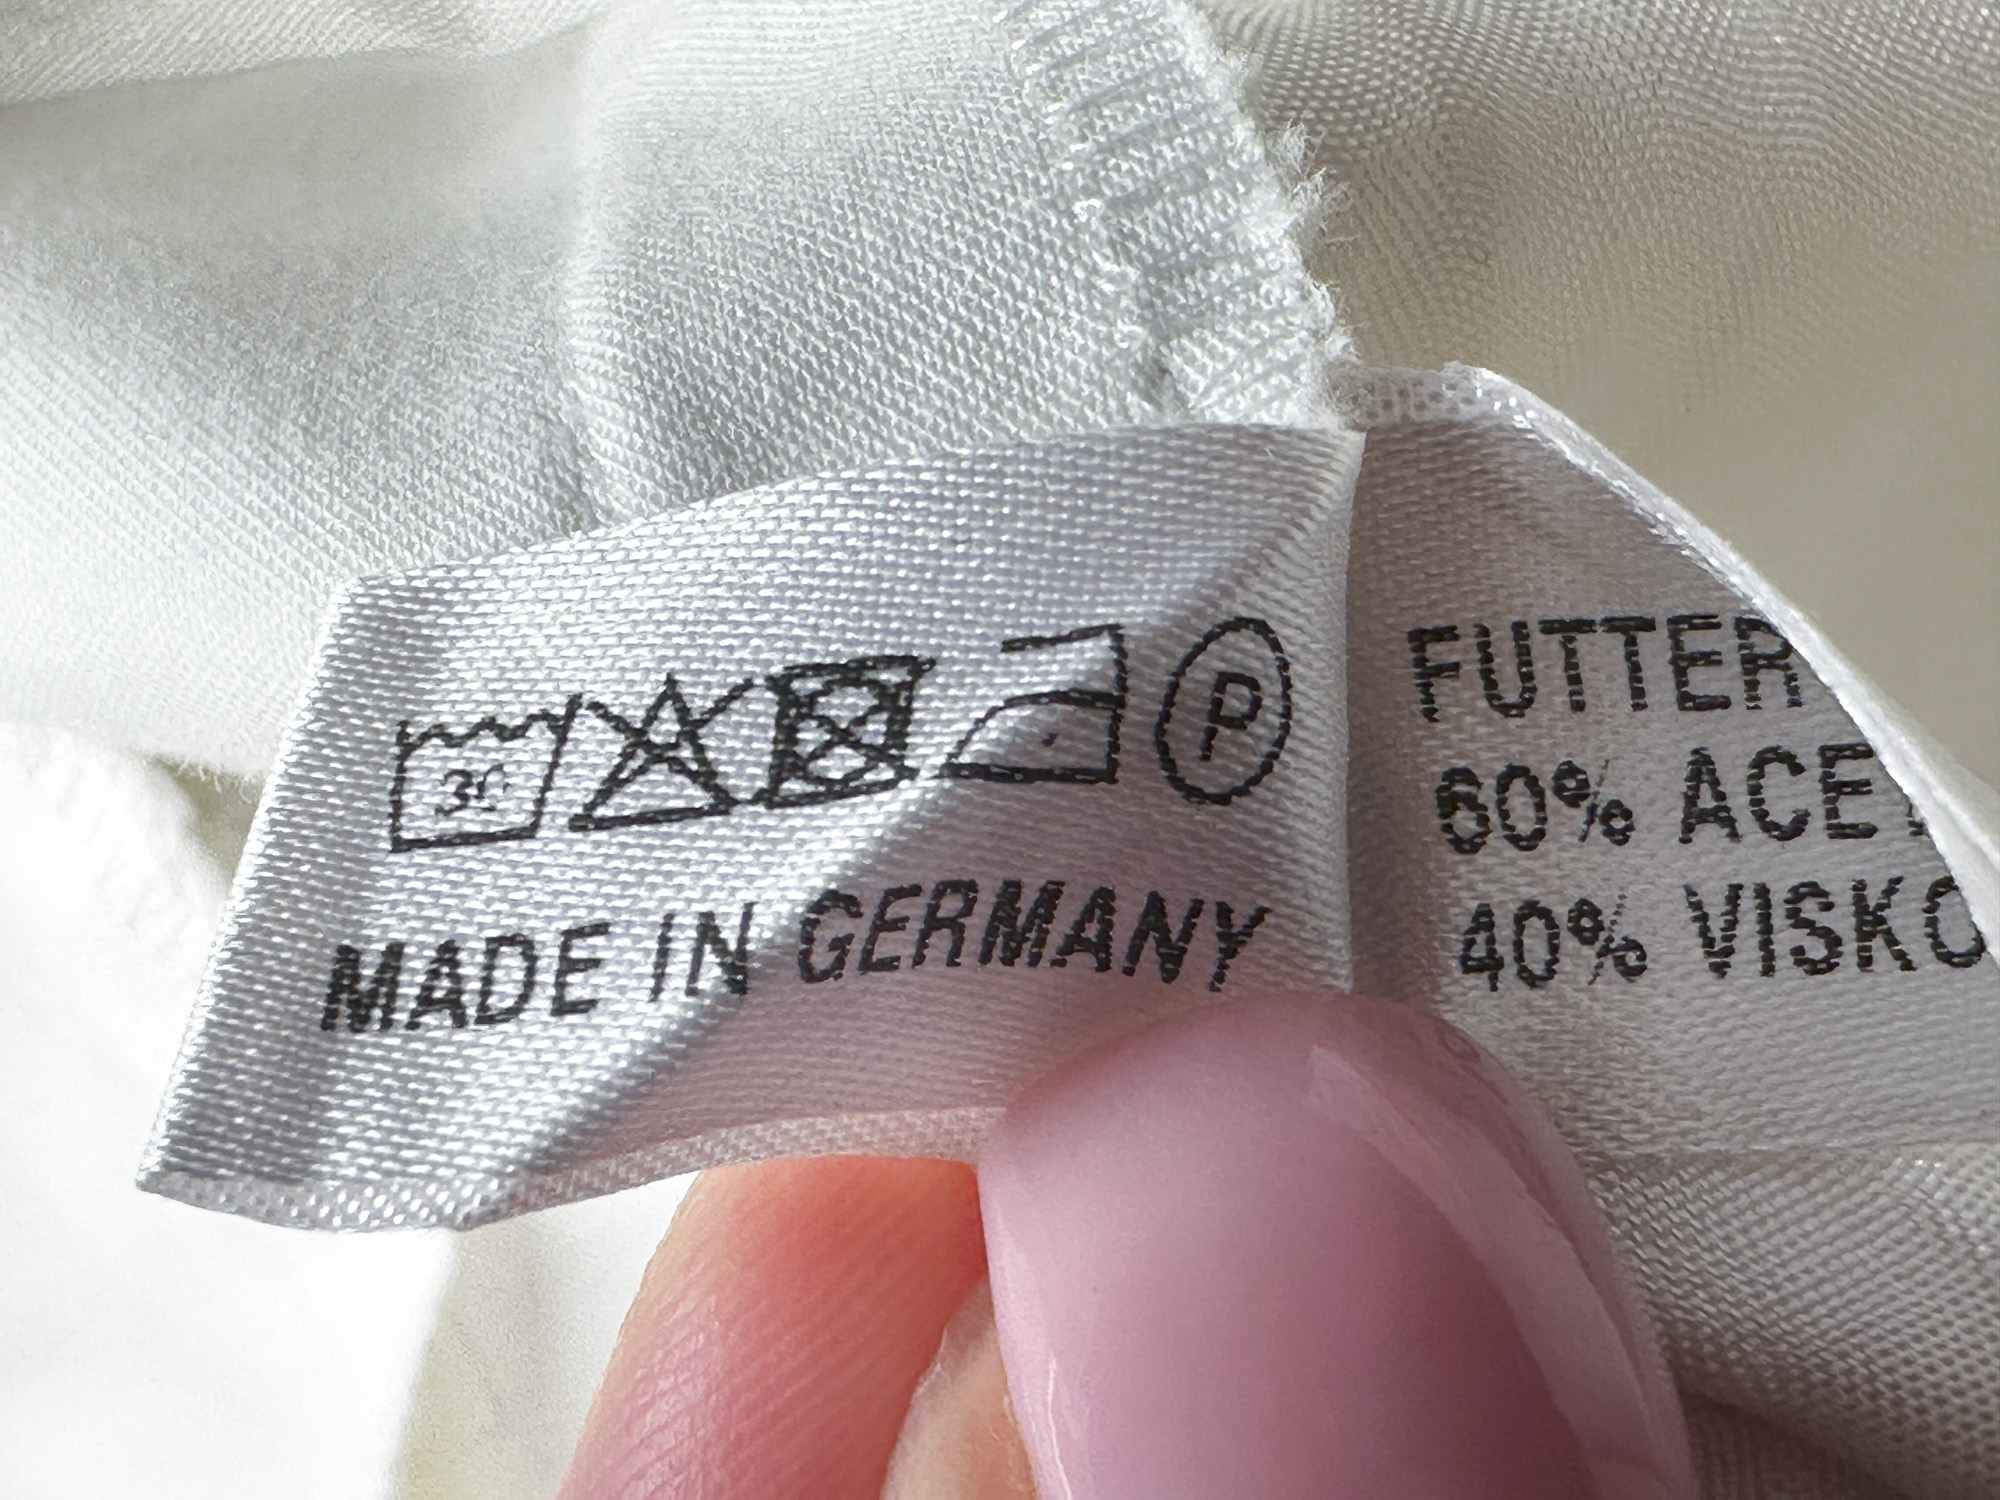 30 P
MADE IN GERMANY
FUTTER
60% ACE
40% VISKO